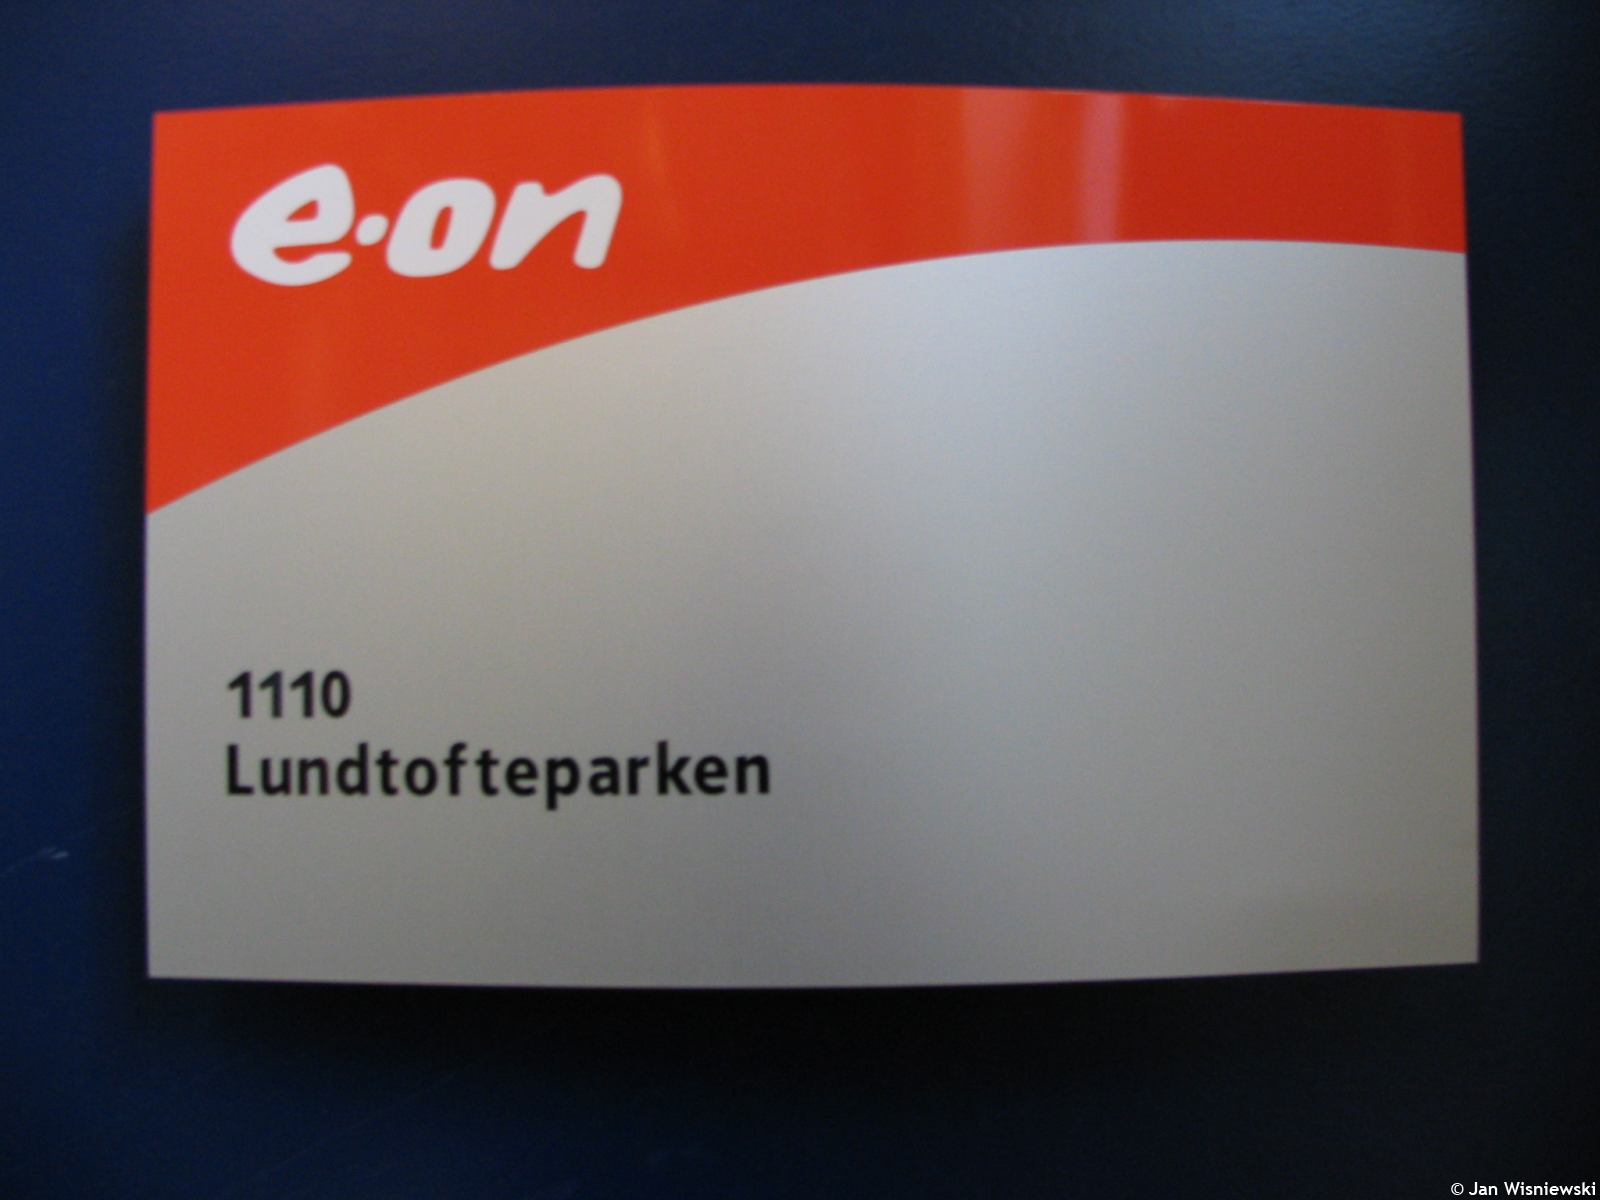 e·on
1110
Lundtofteparken
© Jan Wisniewski